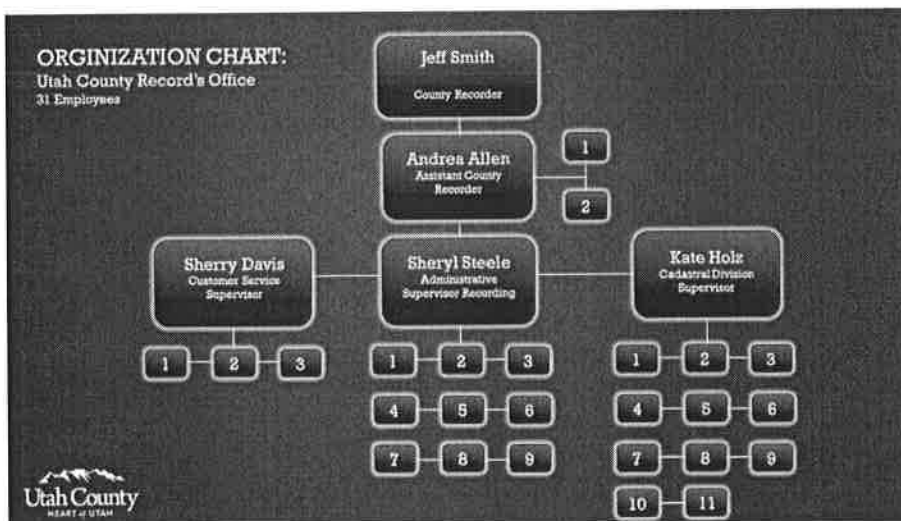 ORGINIZATION CHART:
Utah County Record's Office
31 Employees
Jeff Smith
County Recorder
Andrea Allen
Assistant County
Recorder
1
2
Sherry Davis
Customer Service
Supervisor
Sheryl Steele
Administrative
Supervisor Recording
Kate Holz
Cadastral Division
Supervisor
1 2 3
1 2 3
4 5 6
7 8 9
1 2 3
4 5 6
7 8 9
10 11
Utah County
HEART of UTAH